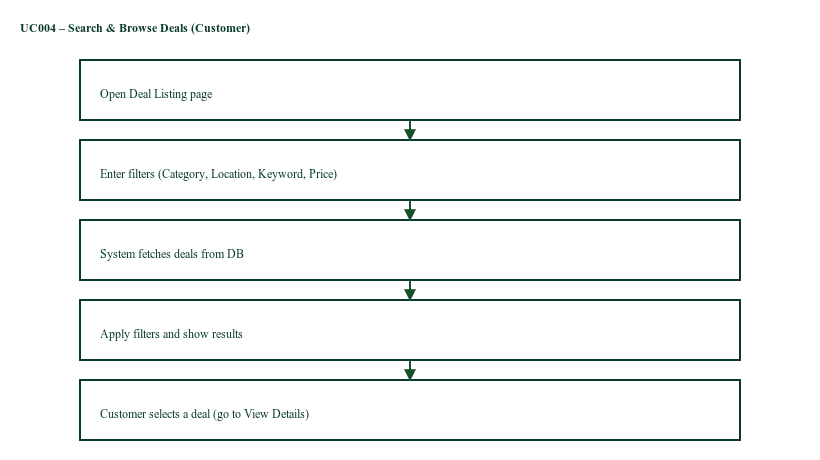 UC004 – Search & Browse Deals (Customer)
Open Deal Listing page
Enter filters (Category, Location, Keyword, Price)
System fetches deals from DB
Apply filters and show results
Customer selects a deal (go to View Details)